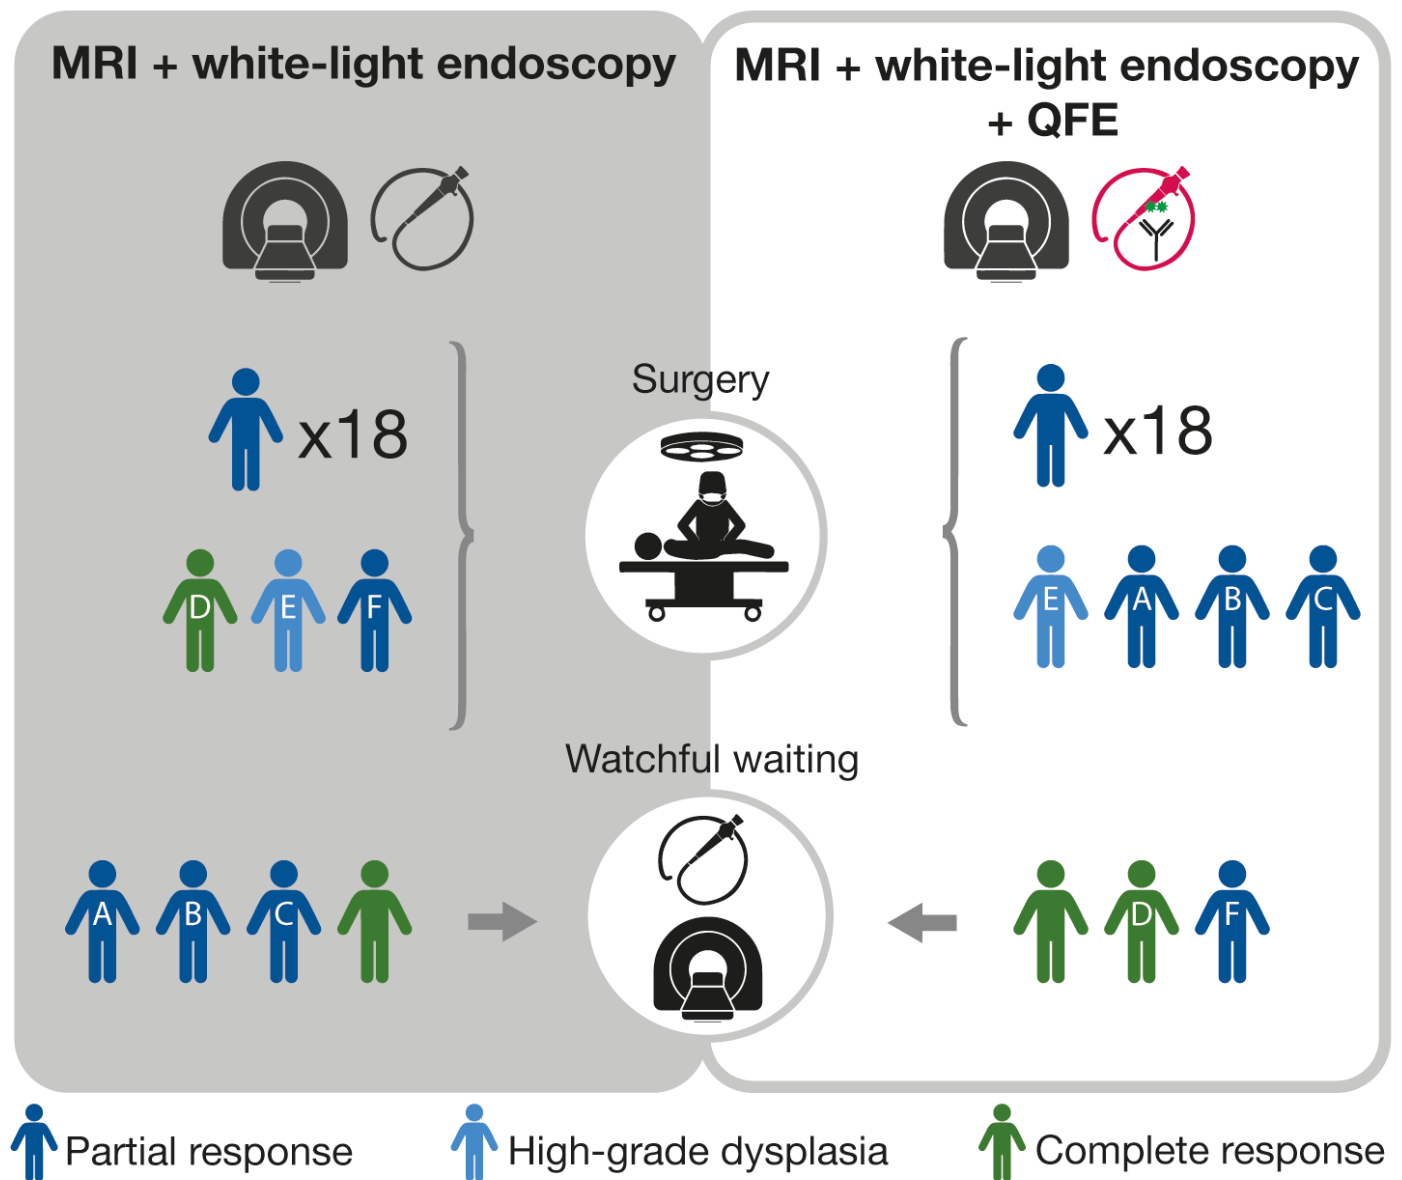 MRI + white-light endoscopy
MRI + white-light endoscopy
+ QFE
Surgery
x18
x18
D E F
E A B C
Watchful waiting
A B C
D F
Partial response
High-grade dysplasia
Complete response